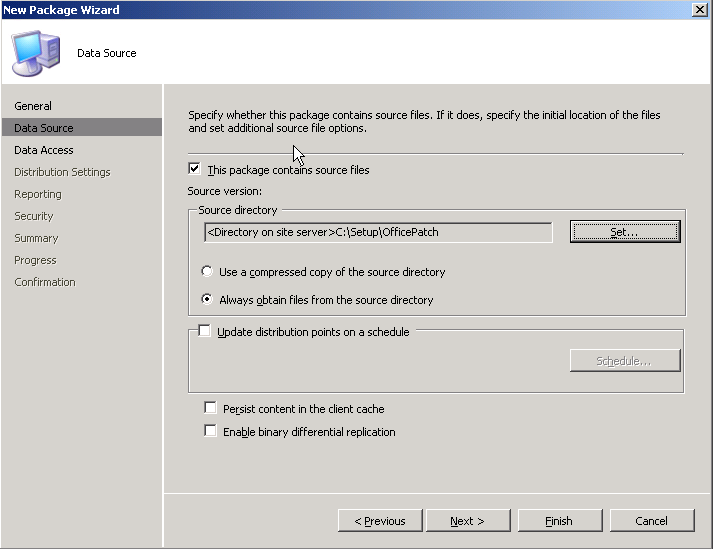 New Package Wizard
Data Source
General
Data Source
Data Access
Distribution Settings
Reporting
Security
Summary
Progress
Confirmation
Specify whether this package contains source files. If it does, specify the initial location of the files
and set additional source file options.
This package contains source files
Source version:
Source directory
<Directory on site server>C:\Setup\OfficePatch
Set...
Use a compressed copy of the source directory
Always obtain files from the source directory
Update distribution points on a schedule
Schedule...
Persist content in the client cache
Enable binary differential replication
< Previous
Next >
Finish
Cancel